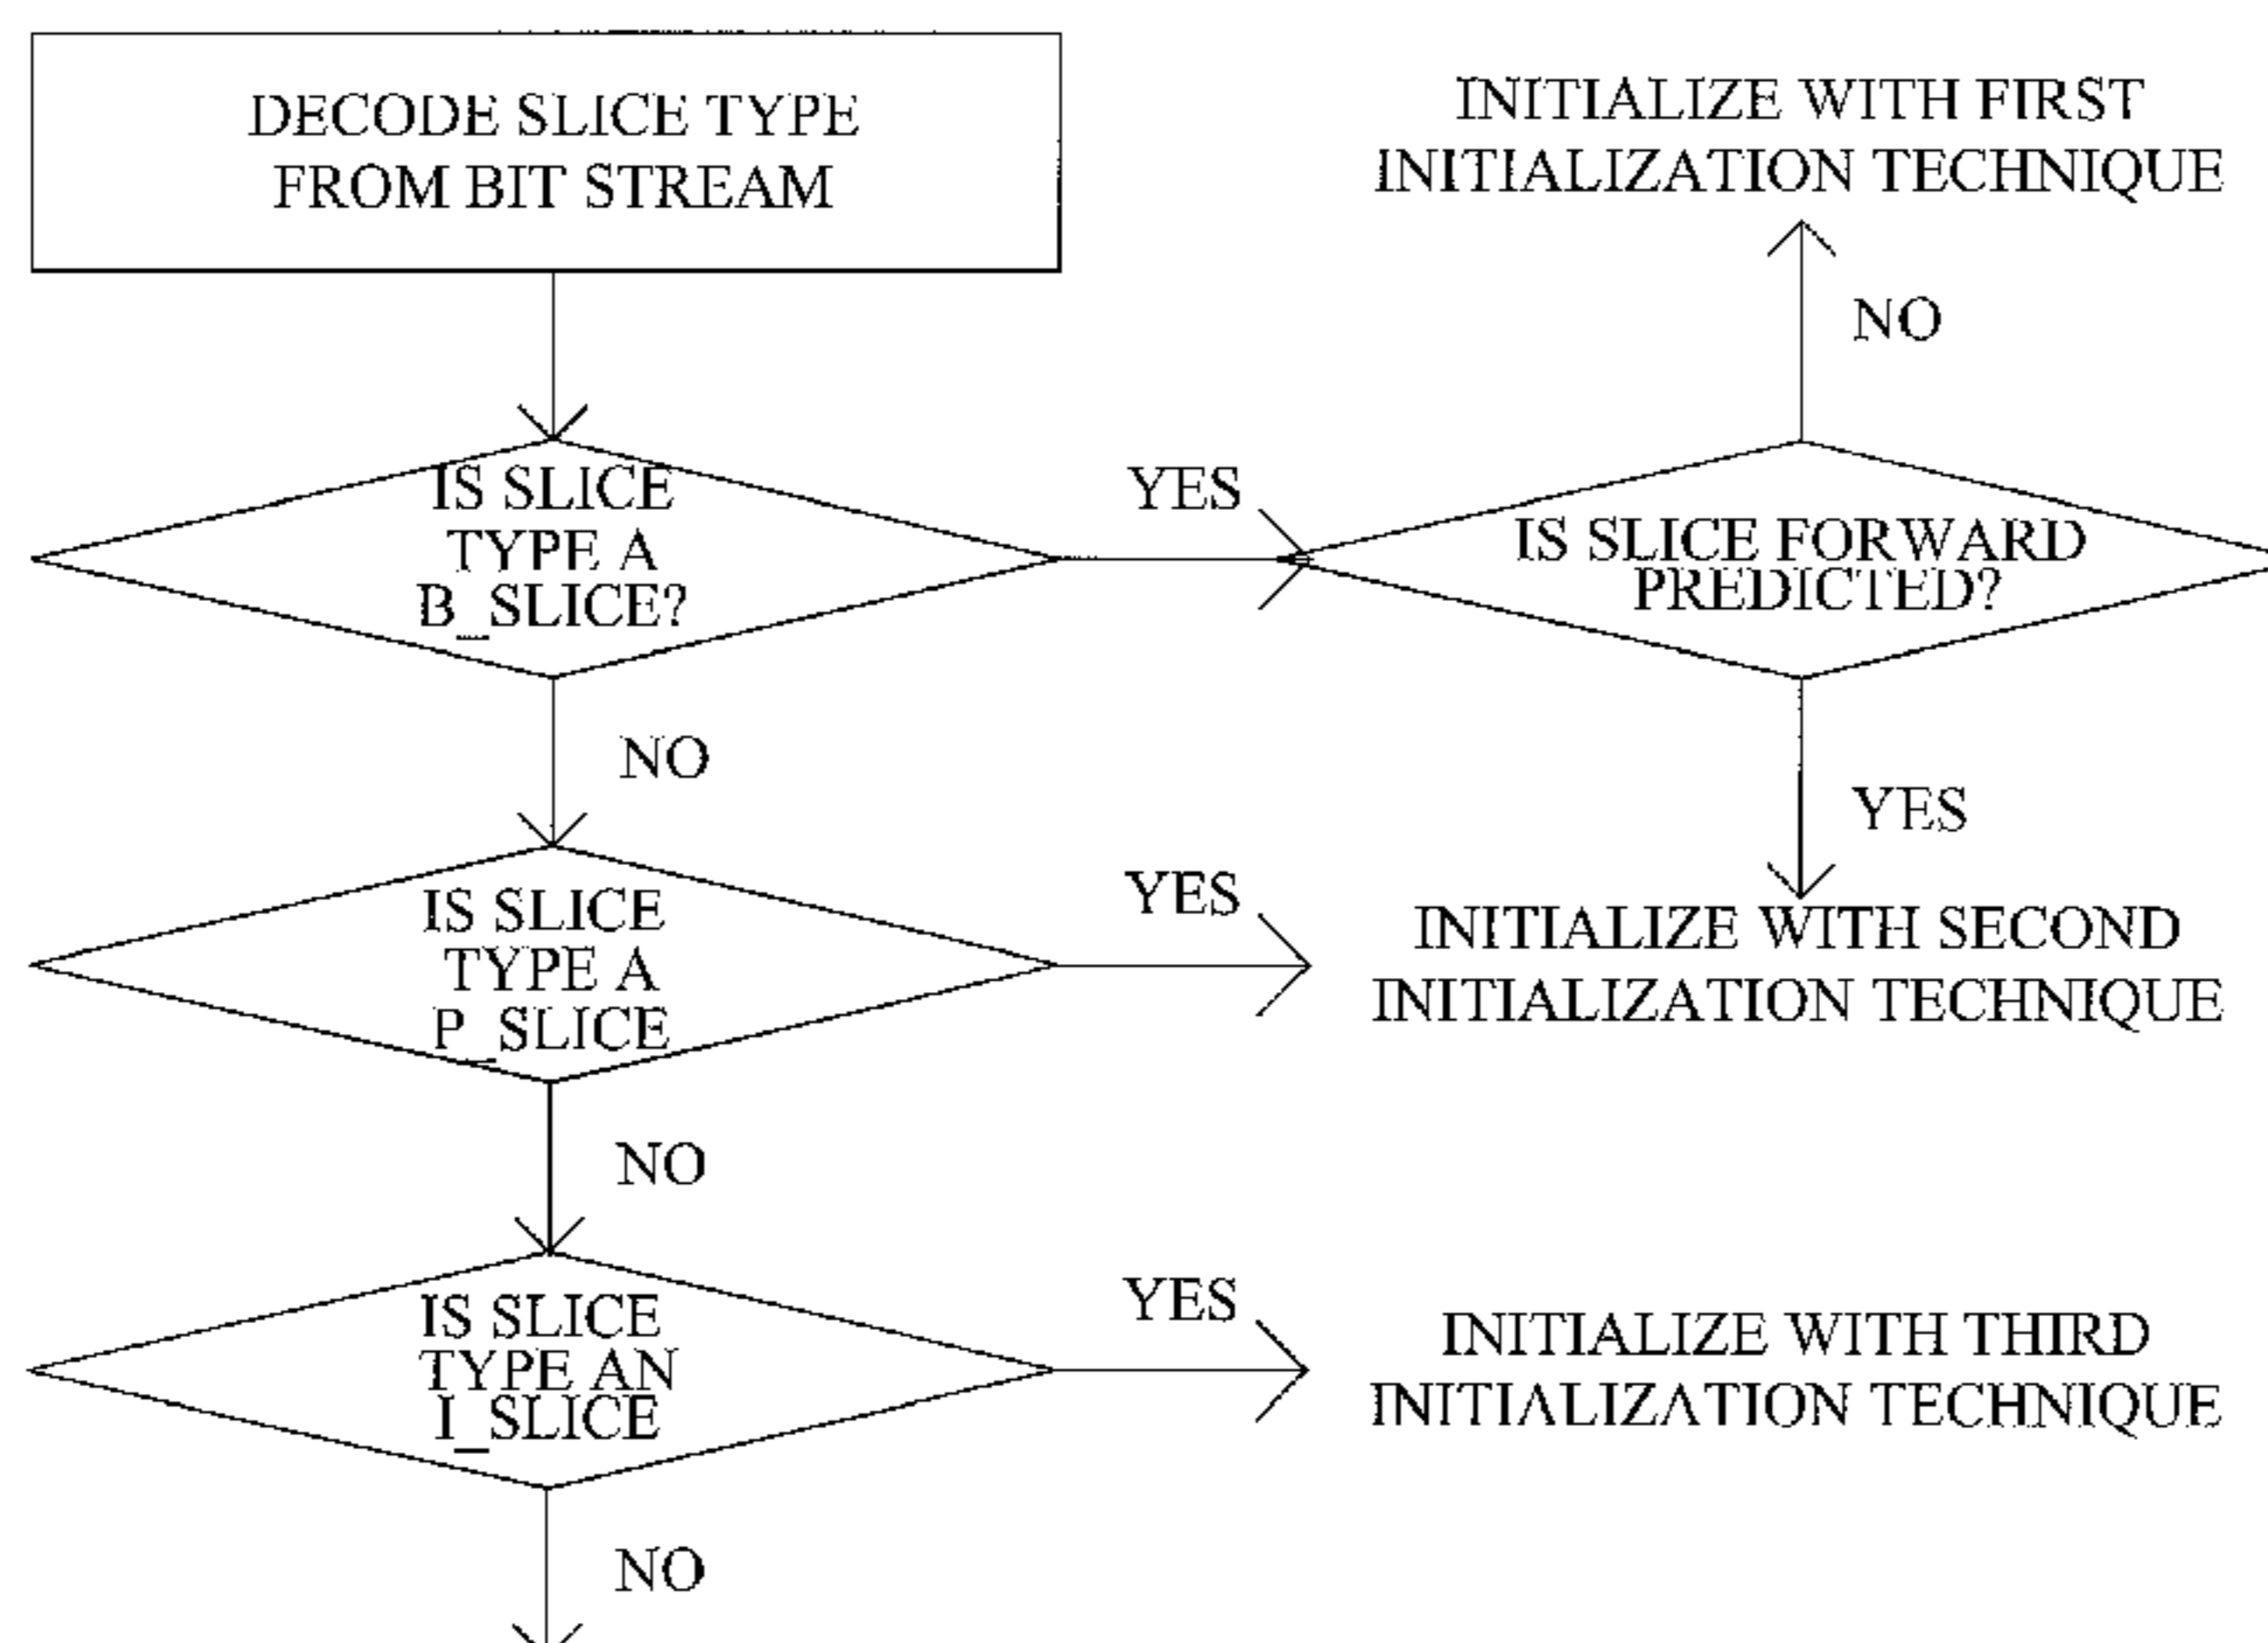 DECODE SLICE TYPE
FROM BIT STREAM
INITIALIZE WITH FIRST
INITIALIZATION TECHNIQUE
NO
IS SLICE
TYPE A
B_SLICE?
YES
IS SLICE FORWARD
PREDICTED?
NO
YES
IS SLICE
TYPE A
P_SLICE
YES
INITIALIZE WITH SECOND
INITIALIZATION TECHNIQUE
NO
IS SLICE
TYPE AN
I_SLICE
YES
INITIALIZE WITH THIRD
INITIALIZATION TECHNIQUE
NO